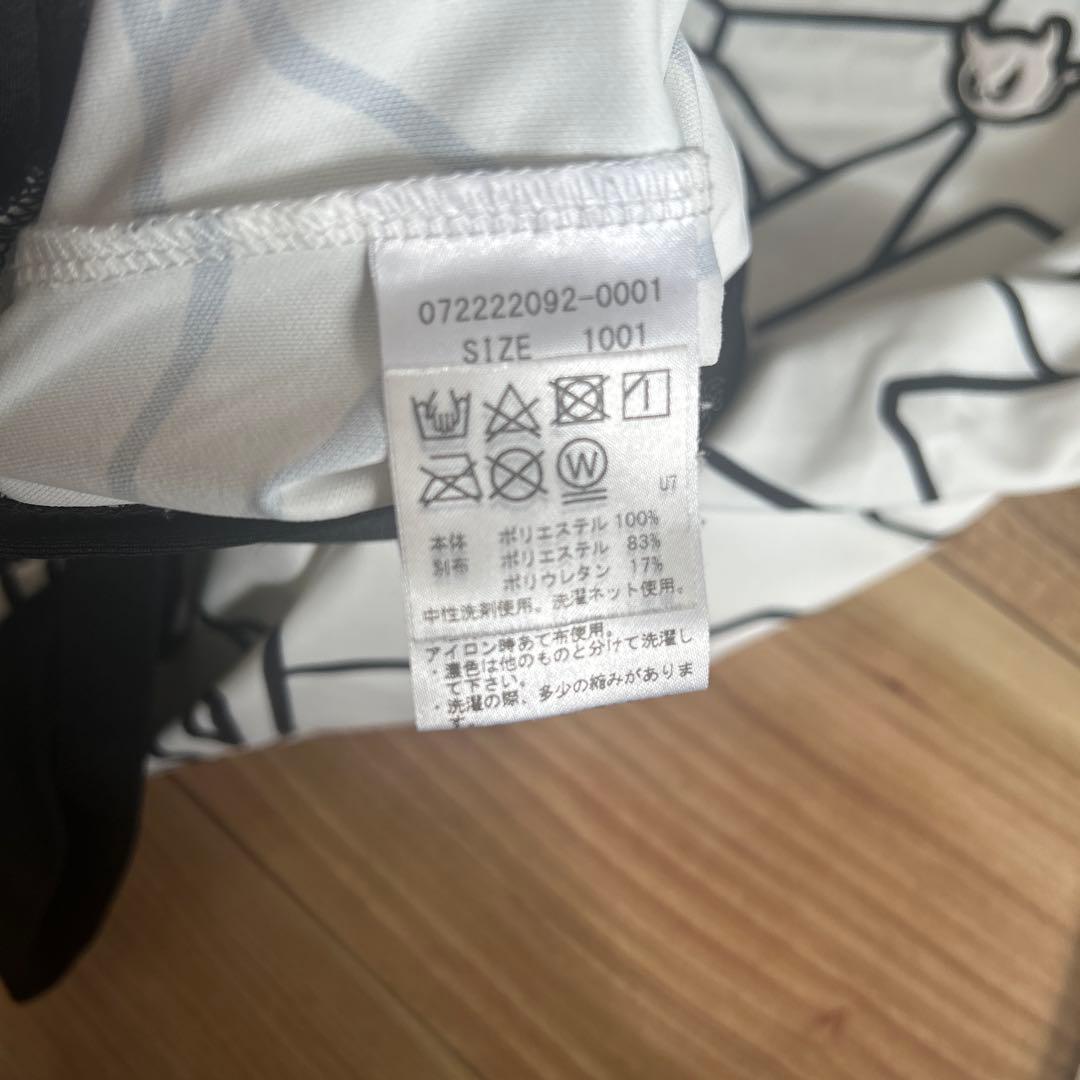 072222092-0001
SIZE 1001
W
U7
本体 ポリエステル 100%
別布 ポリエステル 83%
ポリウレタン 17%
中性洗剤使用。洗濯ネット使用。
アイロン時あて布使用。
・濃色は他のものと分けて洗濯し
て下さい。
・洗濯の際、多少の縮みがありま
す。